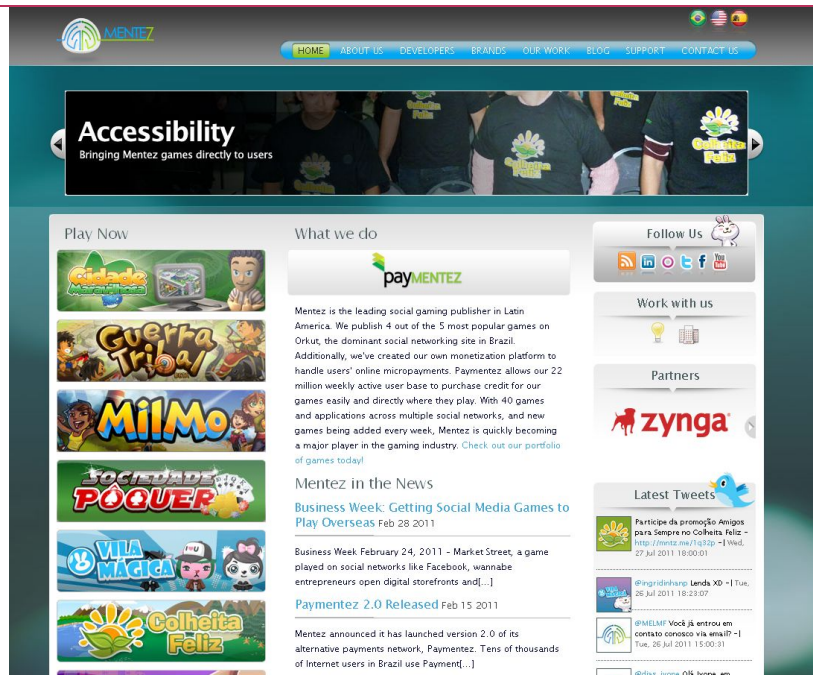 MENTEZ
HOME ABOUT US DEVELOPERS BRANDS OUR WORK BLOG SUPPORT CONTACT US
Accessibility
Bringing Mentez games directly to users
Colheita
Feliz
Colheita
Feliz
Colheita
Feliz
Play Now
Cidade
Maravilhosa
Guerra
Tribal
MilMo
SOCIEDADE
PÔQUER
VILA
MÁGICA
I U
Colheita
Feliz
What we do
payMENTEZ
Mentez is the leading social gaming publisher in Latin
America. We publish 4 out of the 5 most popular games on
Orkut, the dominant social networking site in Brazil.
Additionally, we've created our own monetization platform to
handle users' online micropayments. Paymentez allows our 22
million weekly active user base to purchase credit for our
games easily and directly where they play. With 40 games
and applications across multiple social networks, and new
games being added every week, Mentez is quickly becoming
a major player in the gaming industry. Check out our portfolio
of games today!
Mentez in the News
Business Week: Getting Social Media Games to
Play Overseas Feb 28 2011
Business Week February 24, 2011 - Market Street, a game
played on social networks like Facebook, wannabe
entrepreneurs open digital storefronts and[...]
Paymentez 2.0 Released Feb 15 2011
Mentez announced it has launched version 2.0 of its
alternative payments network, Paymentez. Tens of thousands
of Internet users in Brazil use Payment[...]
Follow Us
in
You
Tube
Work with us
Partners
zynga
Latest Tweets
Participe da promoção Amigos
para Sempre no Colheita Feliz -
http://mntz.me/1q32p -| Wed,
27 Jul 2011 18:00:01
@ingridinhanp Lenda XD -| Tue,
26 Jul 2011 18:23:07
@MELMF Você já entrou em
contato conosco via email? -|
Tue, 26 Jul 2011 15:00:31